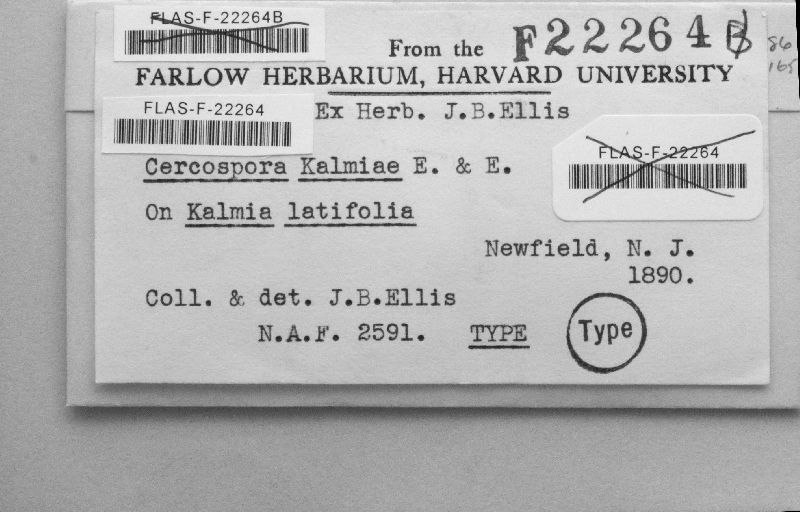 FLAS-F-22264B
From the F22264B
86
165
FARLOW HERBARIUM, HARVARD UNIVERSITY
FLAS-F-22264
Ex Herb. J.B.Ellis
FLAS-F-22264
Cercospora Kalmiae E. & E.
On Kalmia latifolia
Newfield, N. J.
1890.
Coll. & det. J.B.Ellis
N.A.F. 2591. TYPE
Type